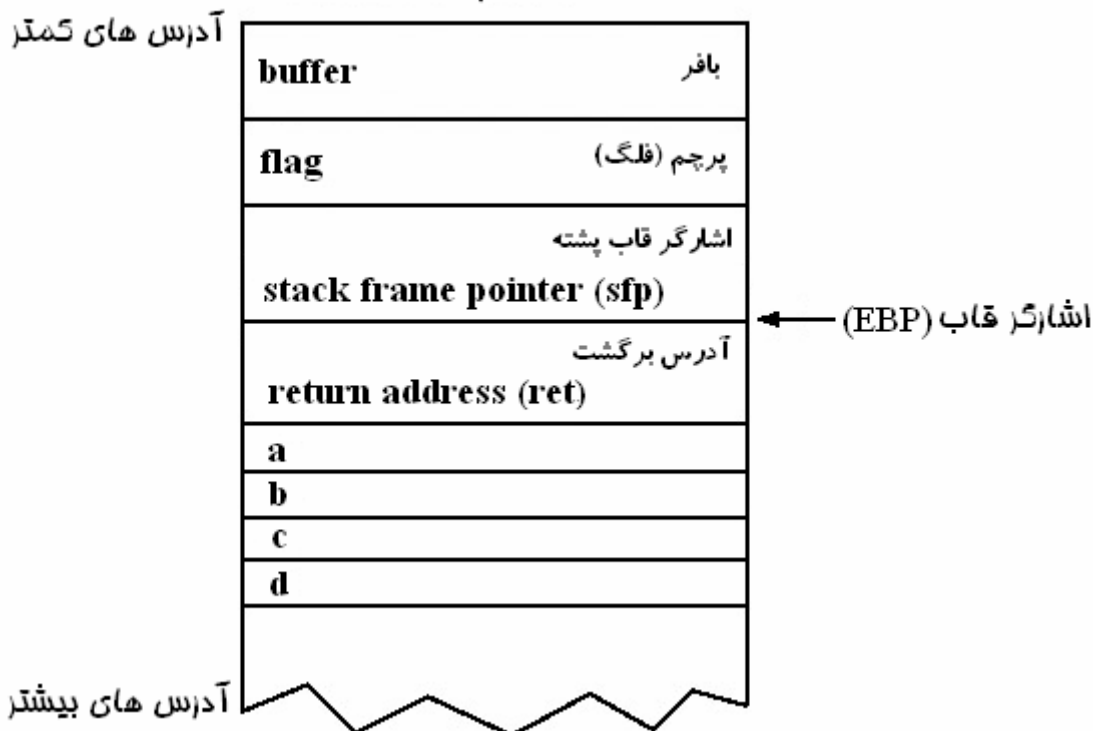 آدرس های کمتر
buffer بافر
flag پرچم (فلگ)
اشارگر قاب پشته
stack frame pointer (sfp)
اشارگر قاب (EBP)
آدرس برگشت
return address (ret)
a
b
c
d
آدرس های بیشتر